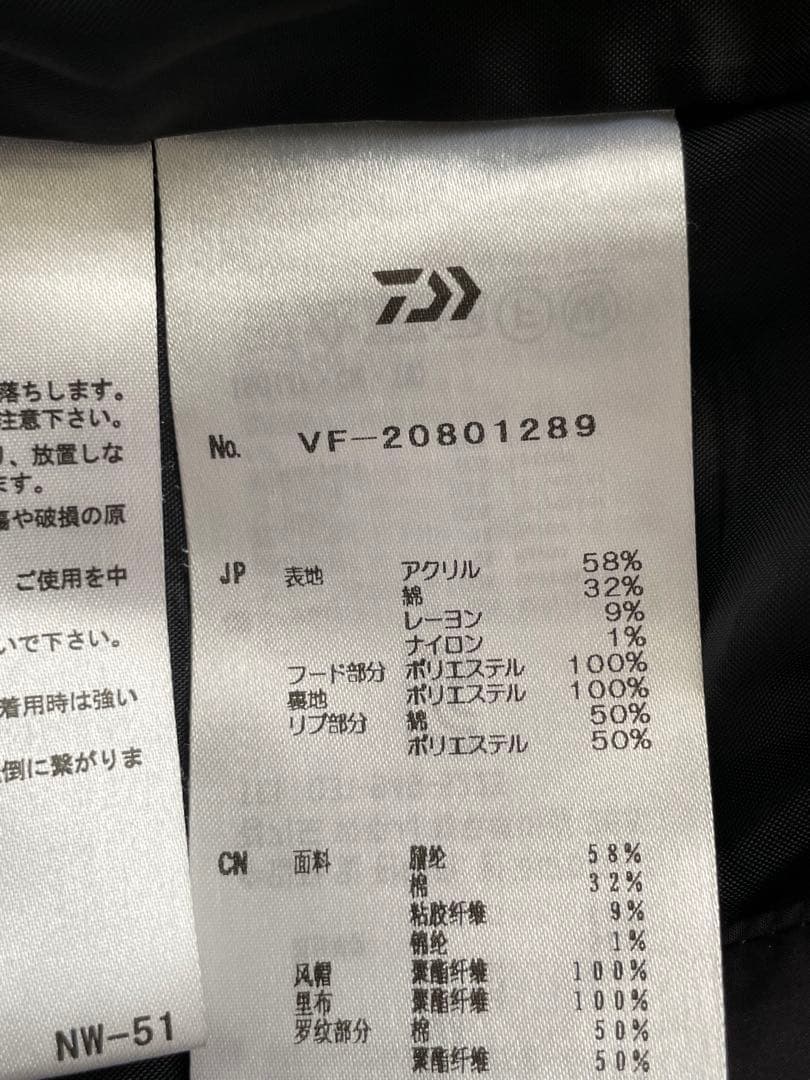 落ちします。
注意下さい。
り、放置しな
ます。
傷や破損の原
ご使用を中
いで下さい。
着用時は強い
倒に繋がりま
NW-51
No. VF-20801289
JP 表地 アクリル 58%
綿 32%
レーヨン 9%
ナイロン 1%
フード部分 ポリエステル 100%
裏地 ポリエステル 100%
リブ部分 綿 50%
ポリエステル 50%
CN 面料 腈纶 58%
棉 32%
粘胶纤维 9%
锦纶 1%
风帽 聚酯纤维 100%
里布 聚酯纤维 100%
罗纹部分 棉 50%
聚酯纤维 50%